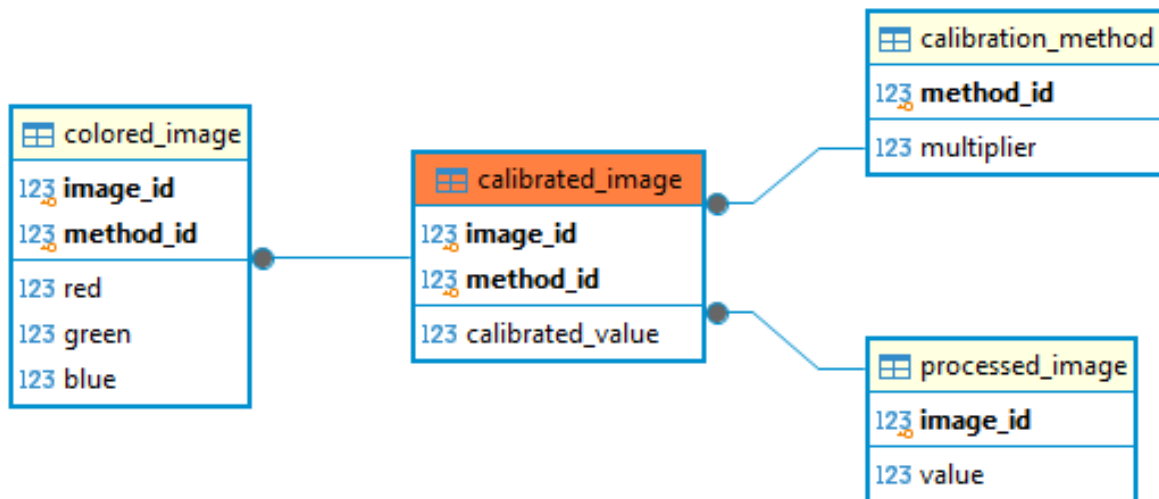 colored_image
123 image_id
123 method_id
123 red
123 green
123 blue
calibrated_image
123 image_id
123 method_id
123 calibrated_value
calibration_method
123 method_id
123 multiplier
processed_image
123 image_id
123 value